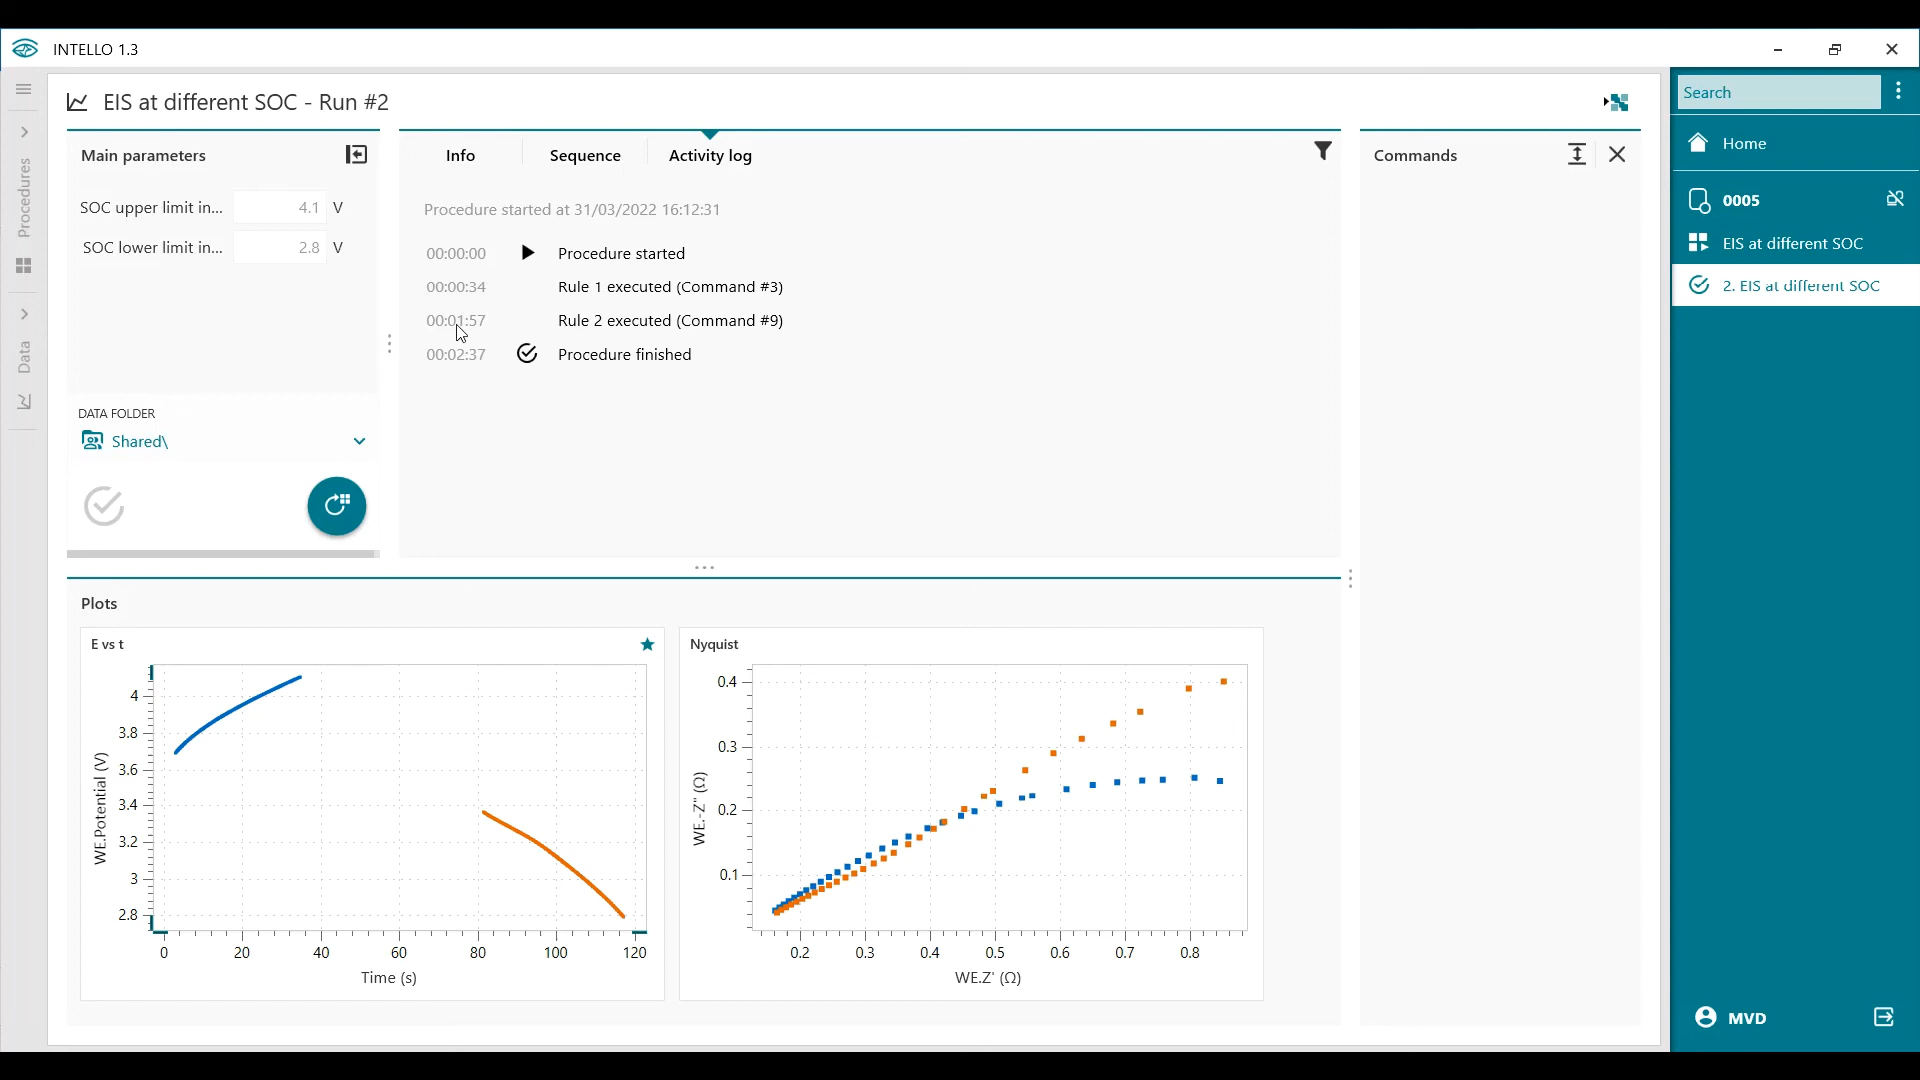 INTELLO 1.3
EIS at different SOC - Run #2
Main parameters
SOC upper limit in... 4.1 V
SOC lower limit in... 2.8 V
DATA FOLDER
Shared\
Procedures
Data
Info Sequence Activity log
Procedure started at 31/03/2022 16:12:31
00:00:00 Procedure started
00:00:34 Rule 1 executed (Command #3)
00:01:57 Rule 2 executed (Command #9)
00:02:37 Procedure finished
Commands
Search
Home
0005
EIS at different SOC
2. EIS at different SOC
MVD
Plots
E vs t
WE.Potential (V)
4
3.8
3.6
3.4
3.2
3
2.8
0 20 40 60 80 100 120
Time (s)
Nyquist
WE.-Z'' (Ω)
0.4
0.3
0.2
0.1
0.2 0.3 0.4 0.5 0.6 0.7 0.8
WE.Z' (Ω)